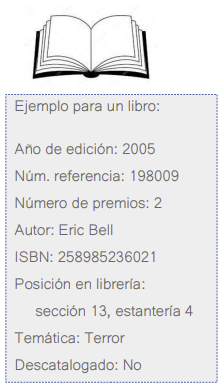 Ejemplo para un libro:
Año de edición: 2005
Núm. referencia: 198009
Número de premios: 2
Autor: Eric Bell
ISBN: 258985236021
Posición en librería:
sección 13, estantería 4
Temática: Terror
Descatalogado: No